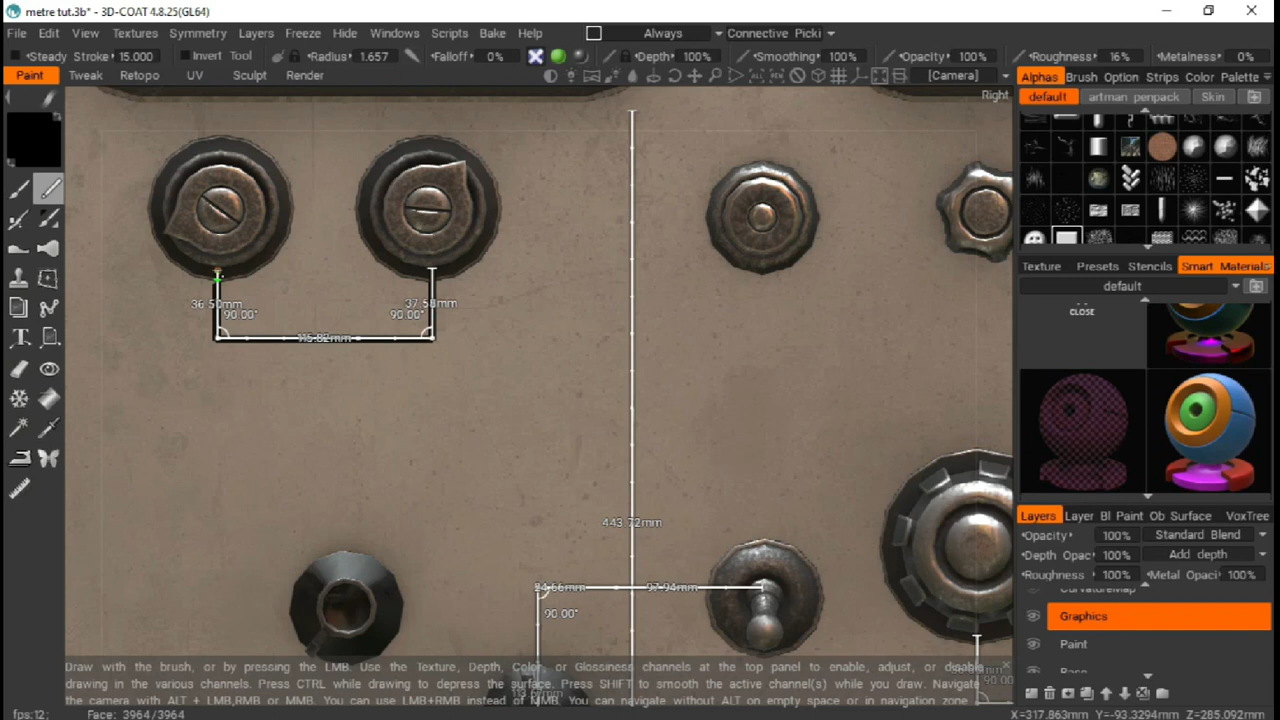 metre tut.3b* - 3D-COAT 4.8.25(GL64)
File Edit View Textures Symmetry Layers Freeze Hide Windows Scripts Bake Help Always Connective Picki
Steady Stroke 15.000 Invert Tool Radius 1.657 Falloff 0% Depth 100% Smoothing 100% Opacity 100% Roughness 16% Metalness 0%
Paint Tweak Retopo UV Sculpt Render [Camera] Alphas Brush Option Strips Color Palette
Right
default artman penpack Skin
36.50mm
90.00°
37.58mm
90.00°
115.82mm
Texture Presets Stencils Smart Materials
default
CLOSE
443.72mm
97.94mm
90.00°
Layers Layer Bl Paint Ob Surface VoxTree
Opacity 100% Standard Blend
Depth Opac 100% Add depth
Roughness 100% Metal Opaci 100%
CurvatureMap
Graphics
Paint
Base
Draw with the brush, or by pressing the LMB. Use the Texture, Depth, Color, or Glossiness channels at the top panel to enable, adjust, or disable
drawing in the various channels. Press CTRL while drawing to depress the surface. Press SHIFT to smooth the active channel(s) while you draw. Navigate
the camera with ALT + LMB,RMB or MMB. You can use LMB+RMB instead of MMB. You can navigate without ALT on empty space or in navigation zone
90.00
fps:12; Face: 3964/3964 X=317.863mm Y=-93.3294mm Z=285.092mm